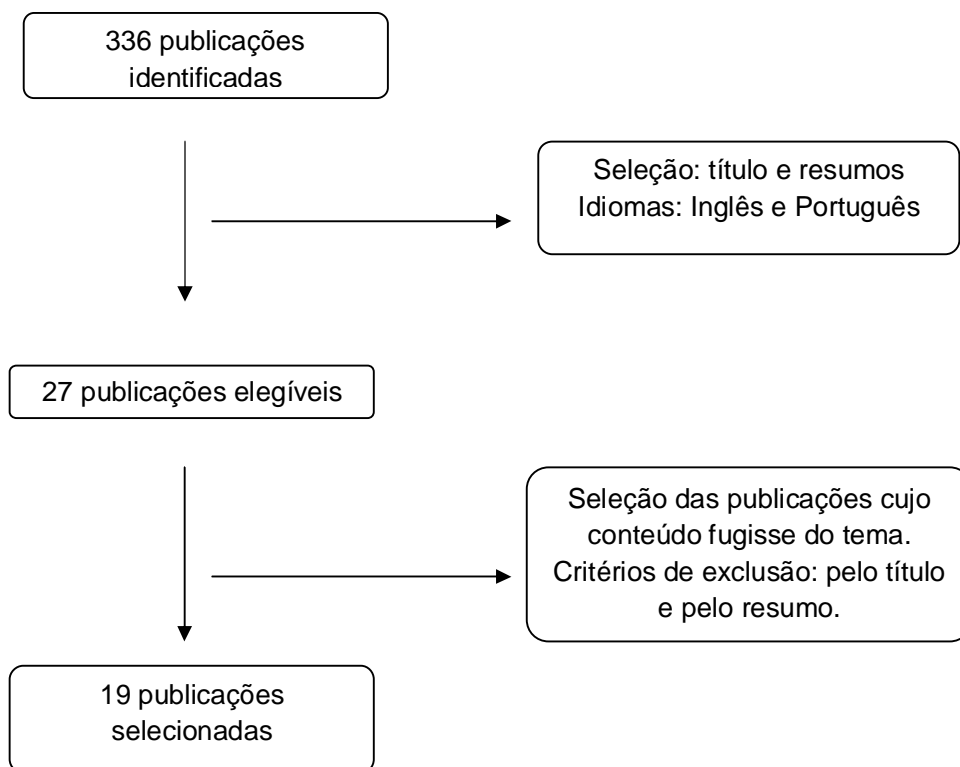 336 publicações
identificadas
Seleção: título e resumos
Idiomas: Inglês e Português
27 publicações elegíveis
Seleção das publicações cujo
conteúdo fugisse do tema.
Critérios de exclusão: pelo título
e pelo resumo.
19 publicações
selecionadas